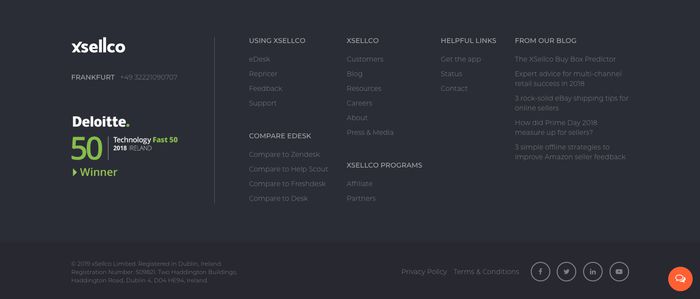 xsellco
FRANKFURT +49 32221090707
Deloitte.
50
Technology Fast 50
2018 IRELAND
Winner
USING XSELLCO
eDesk
Repricer
Feedback
Support
COMPARE EDESK
Compare to Zendesk
Compare to Help Scout
Compare to Freshdesk
Compare to Desk
XSELLCO
Customers
Blog
Resources
Careers
About
Press & Media
XSELLCO PROGRAMS
Affiliate
Partners
HELPFUL LINKS
Get the app
Status
Contact
FROM OUR BLOG
The XSellco Buy Box Predictor
Expert advice for multi-channel
retail success in 2018
3 rock-solid eBay shipping tips for
online sellers
How did Prime Day 2018
measure up for sellers?
3 simple offline strategies to
improve Amazon seller feedback
© 2019 xSellco Limited. Registered in Dublin, Ireland.
Registration Number: 509821. Two Haddington Buildings,
Haddington Road, Dublin 4, D04 HE94, Ireland.
Privacy Policy Terms & Conditions